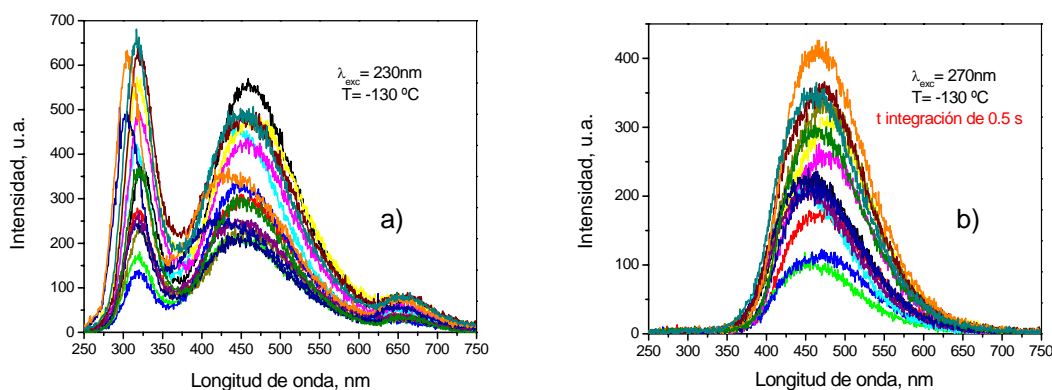 700
600
500
400
300
200
100
0
Intensidad, u.a.
λexc= 230nm
T= -130 ºC
a)
250 300 350 400 450 500 550 600 650 700 750
Longitud de onda, nm
400
300
200
100
0
Intensidad, u.a.
λexc= 270nm
T= -130 ºC
t integración de 0.5 s
b)
250 300 350 400 450 500 550 600 650 700 750
Longitud de onda, nm